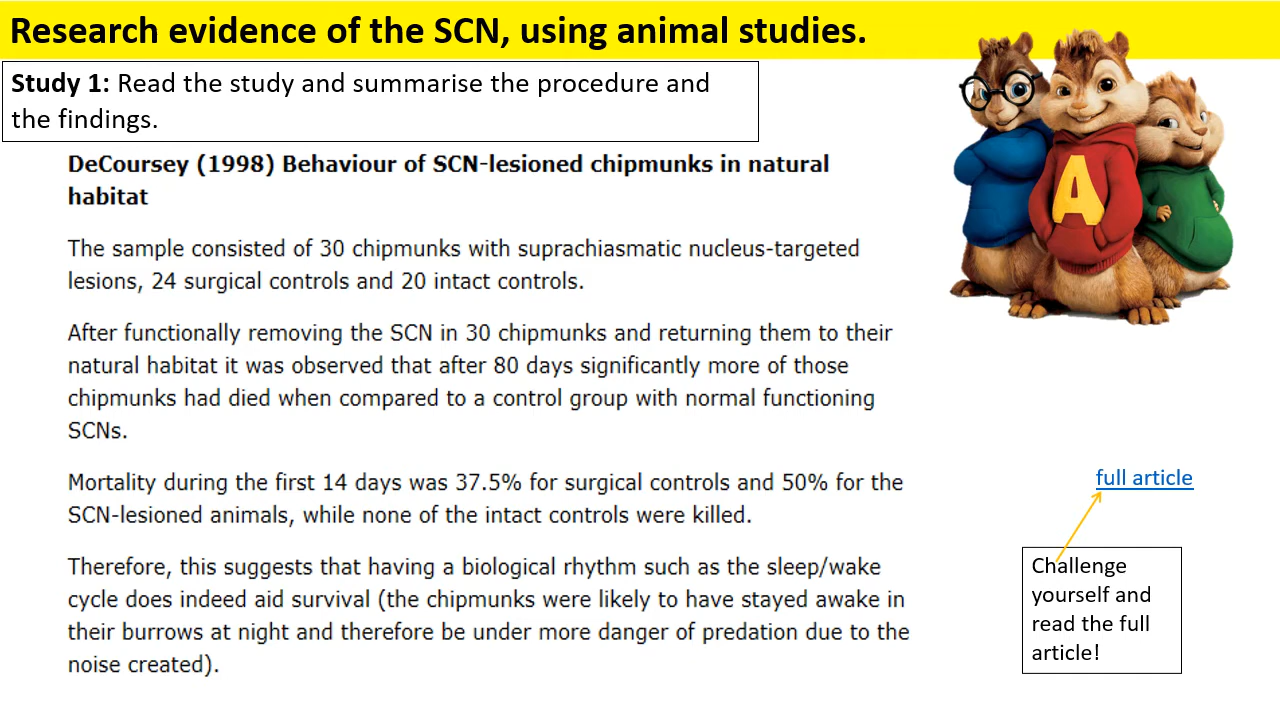 Research evidence of the SCN, using animal studies.
Study 1: Read the study and summarise the procedure and
the findings.
DeCoursey (1998) Behaviour of SCN-lesioned chipmunks in natural
habitat
The sample consisted of 30 chipmunks with suprachiasmatic nucleus-targeted
lesions, 24 surgical controls and 20 intact controls.
After functionally removing the SCN in 30 chipmunks and returning them to their
natural habitat it was observed that after 80 days significantly more of those
chipmunks had died when compared to a control group with normal functioning
SCNs.
Mortality during the first 14 days was 37.5% for surgical controls and 50% for the
SCN-lesioned animals, while none of the intact controls were killed.
Therefore, this suggests that having a biological rhythm such as the sleep/wake
cycle does indeed aid survival (the chipmunks were likely to have stayed awake in
their burrows at night and therefore be under more danger of predation due to the
noise created).
A
full article
Challenge
yourself and
read the full
article!